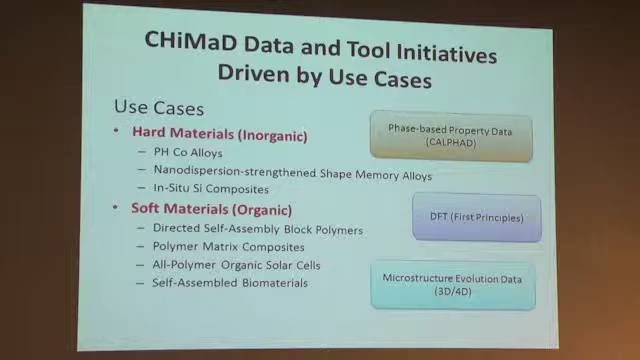 CHiMaD Data and Tool Initiatives
Driven by Use Cases
Use Cases
• Hard Materials (Inorganic)
– PH Co Alloys
– Nanodispersion-strengthened Shape Memory Alloys
– In-Situ Si Composites
• Soft Materials (Organic)
– Directed Self-Assembly Block Polymers
– Polymer Matrix Composites
– All-Polymer Organic Solar Cells
– Self-Assembled Biomaterials
Phase-based Property Data
(CALPHAD)
DFT (First Principles)
Microstructure Evolution Data
(3D/4D)